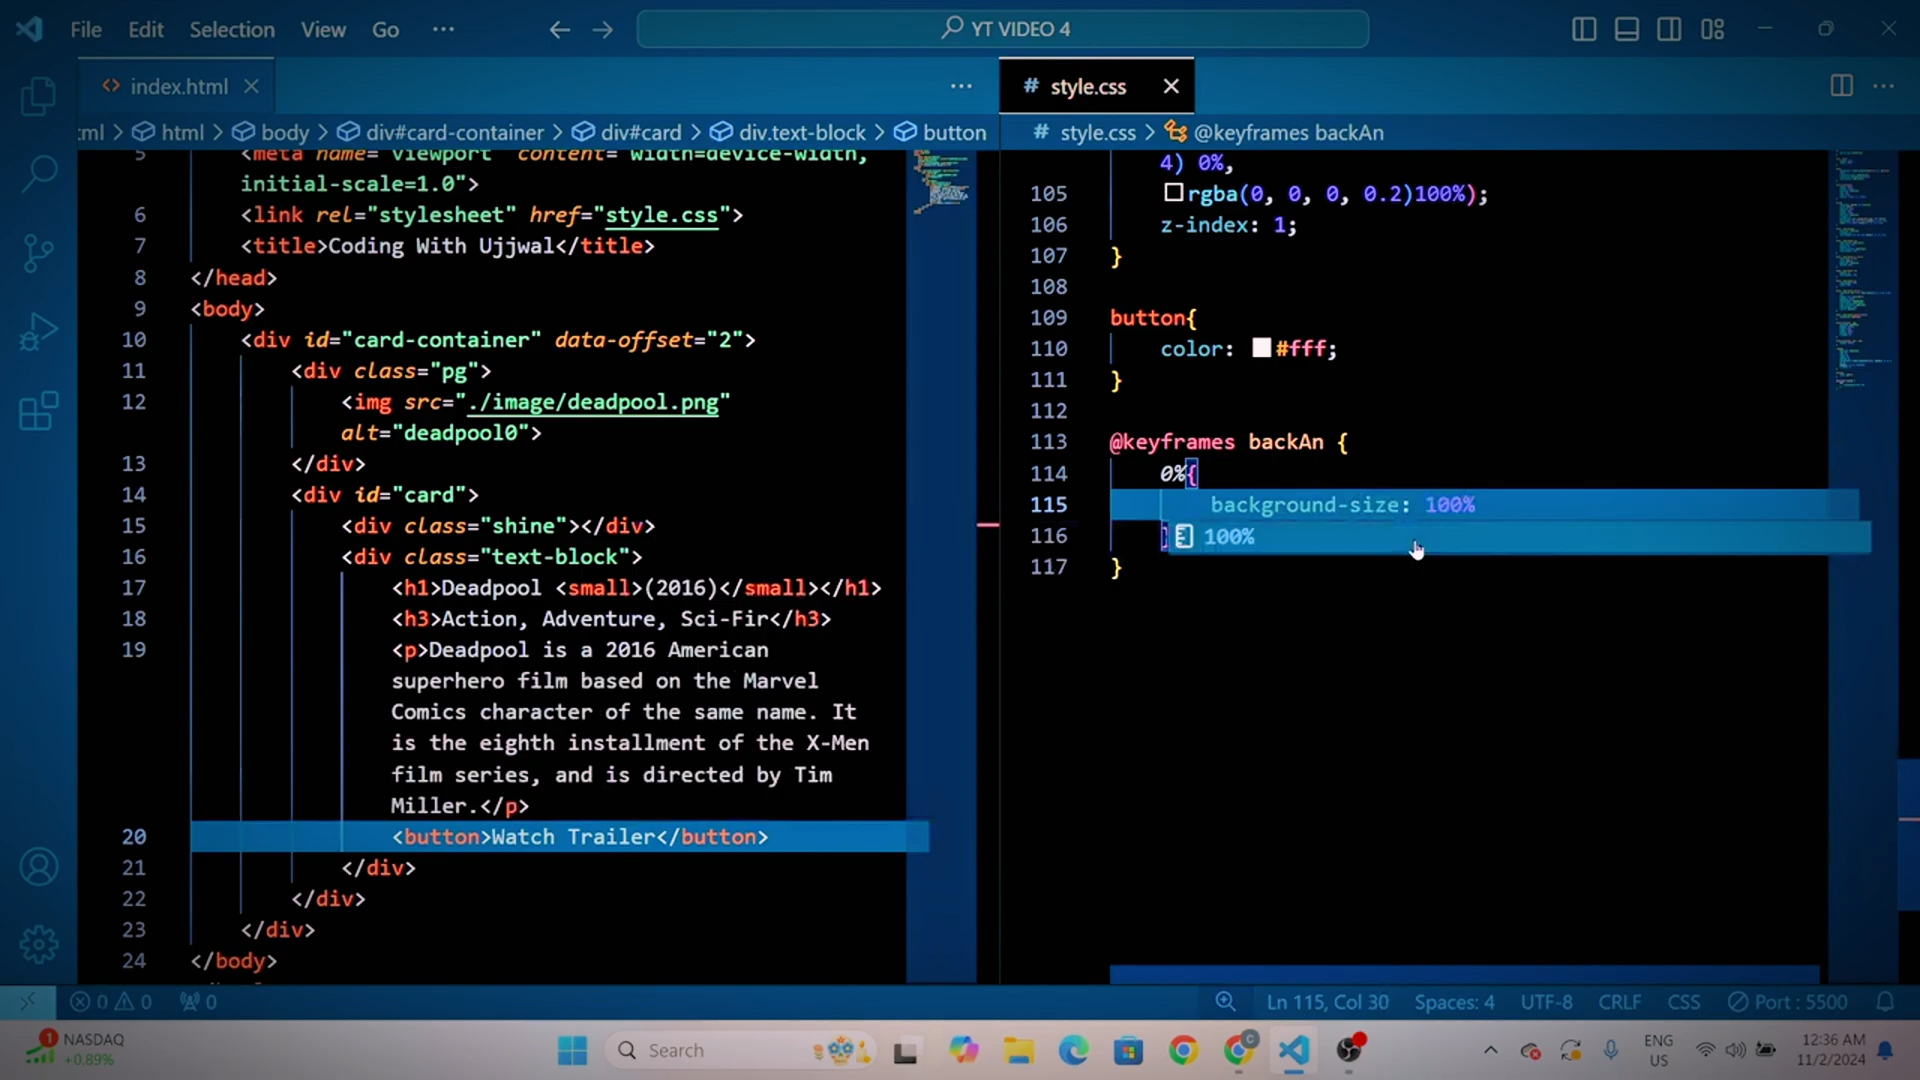 File Edit Selection View Go ··· YT VIDEO 4
<> index.html × ··· # style.css × ···
ml > html > body > div#card-container > div#card > div.text-block > button
# style.css > @keyframes backAn
5 <meta name="viewport" content="width=device-width,
initial-scale=1.0">
6 <link rel="stylesheet" href="style.css">
7 <title>Coding With Ujjwal</title>
8 </head>
9 <body>
10 <div id="card-container" data-offset="2">
11 <div class="pg">
12 <img src="./image/deadpool.png"
alt="deadpool0">
13 </div>
14 <div id="card">
15 <div class="shine"></div>
16 <div class="text-block">
17 <h1>Deadpool <small>(2016)</small></h1>
18 <h3>Action, Adventure, Sci-Fir</h3>
19 <p>Deadpool is a 2016 American
superhero film based on the Marvel
Comics character of the same name. It
is the eighth installment of the X-Men
film series, and is directed by Tim
Miller.</p>
20 <button>Watch Trailer</button>
21 </div>
22 </div>
23 </div>
24 </body>
4) 0%,
105 rgba(0, 0, 0, 0.2)100%);
106 z-index: 1;
107 }
108
109 button{
110 color: #fff;
111 }
112
113 @keyframes backAn {
114 0%{
115 background-size: 100%
116 } 100%
117 }
0 0 0 Ln 115, Col 30 Spaces: 4 UTF-8 CRLF CSS Port : 5500
1 NASDAQ
+0.89%
Search
C
ENG
US
12:36 AM
11/2/2024